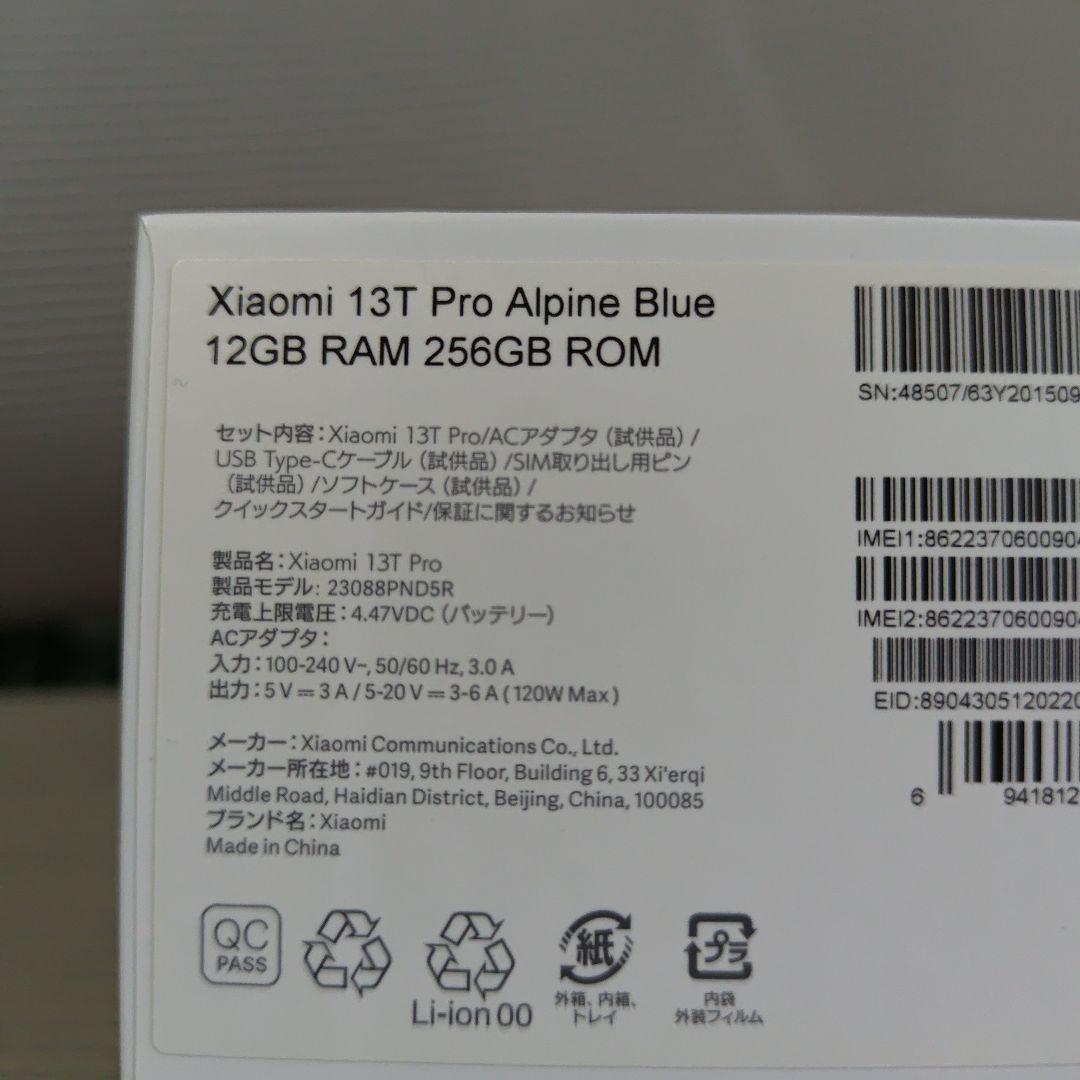 Xiaomi 13T Pro Alpine Blue
12GB RAM 256GB ROM
セット内容：Xiaomi 13T Pro/ACアダプタ（試供品）/
USB Type-Cケーブル（試供品）/SIM取り出し用ピン
（試供品）/ソフトケース（試供品）/
クイックスタートガイド/保証に関するお知らせ
製品名：Xiaomi 13T Pro
製品モデル: 23088PND5R
充電上限電圧：4.47VDC（バッテリー）
ACアダプタ：
入力：100-240 V~, 50/60 Hz, 3.0 A
出力：5 V⎓3 A / 5-20 V⎓3-6 A ( 120W Max )
メーカー：Xiaomi Communications Co., Ltd.
メーカー所在地：#019, 9th Floor, Building 6, 33 Xi'erqi
Middle Road, Haidian District, Beijing, China, 100085
ブランド名：Xiaomi
Made in China
QC
PASS
Li-ion 00
紙
外箱、内箱、
トレイ
プラ
内袋
外装フィルム
SN:48507/63Y201509
IMEI1:8622370600904
IMEI2:8622370600904
EID:8904305120220
6 941812